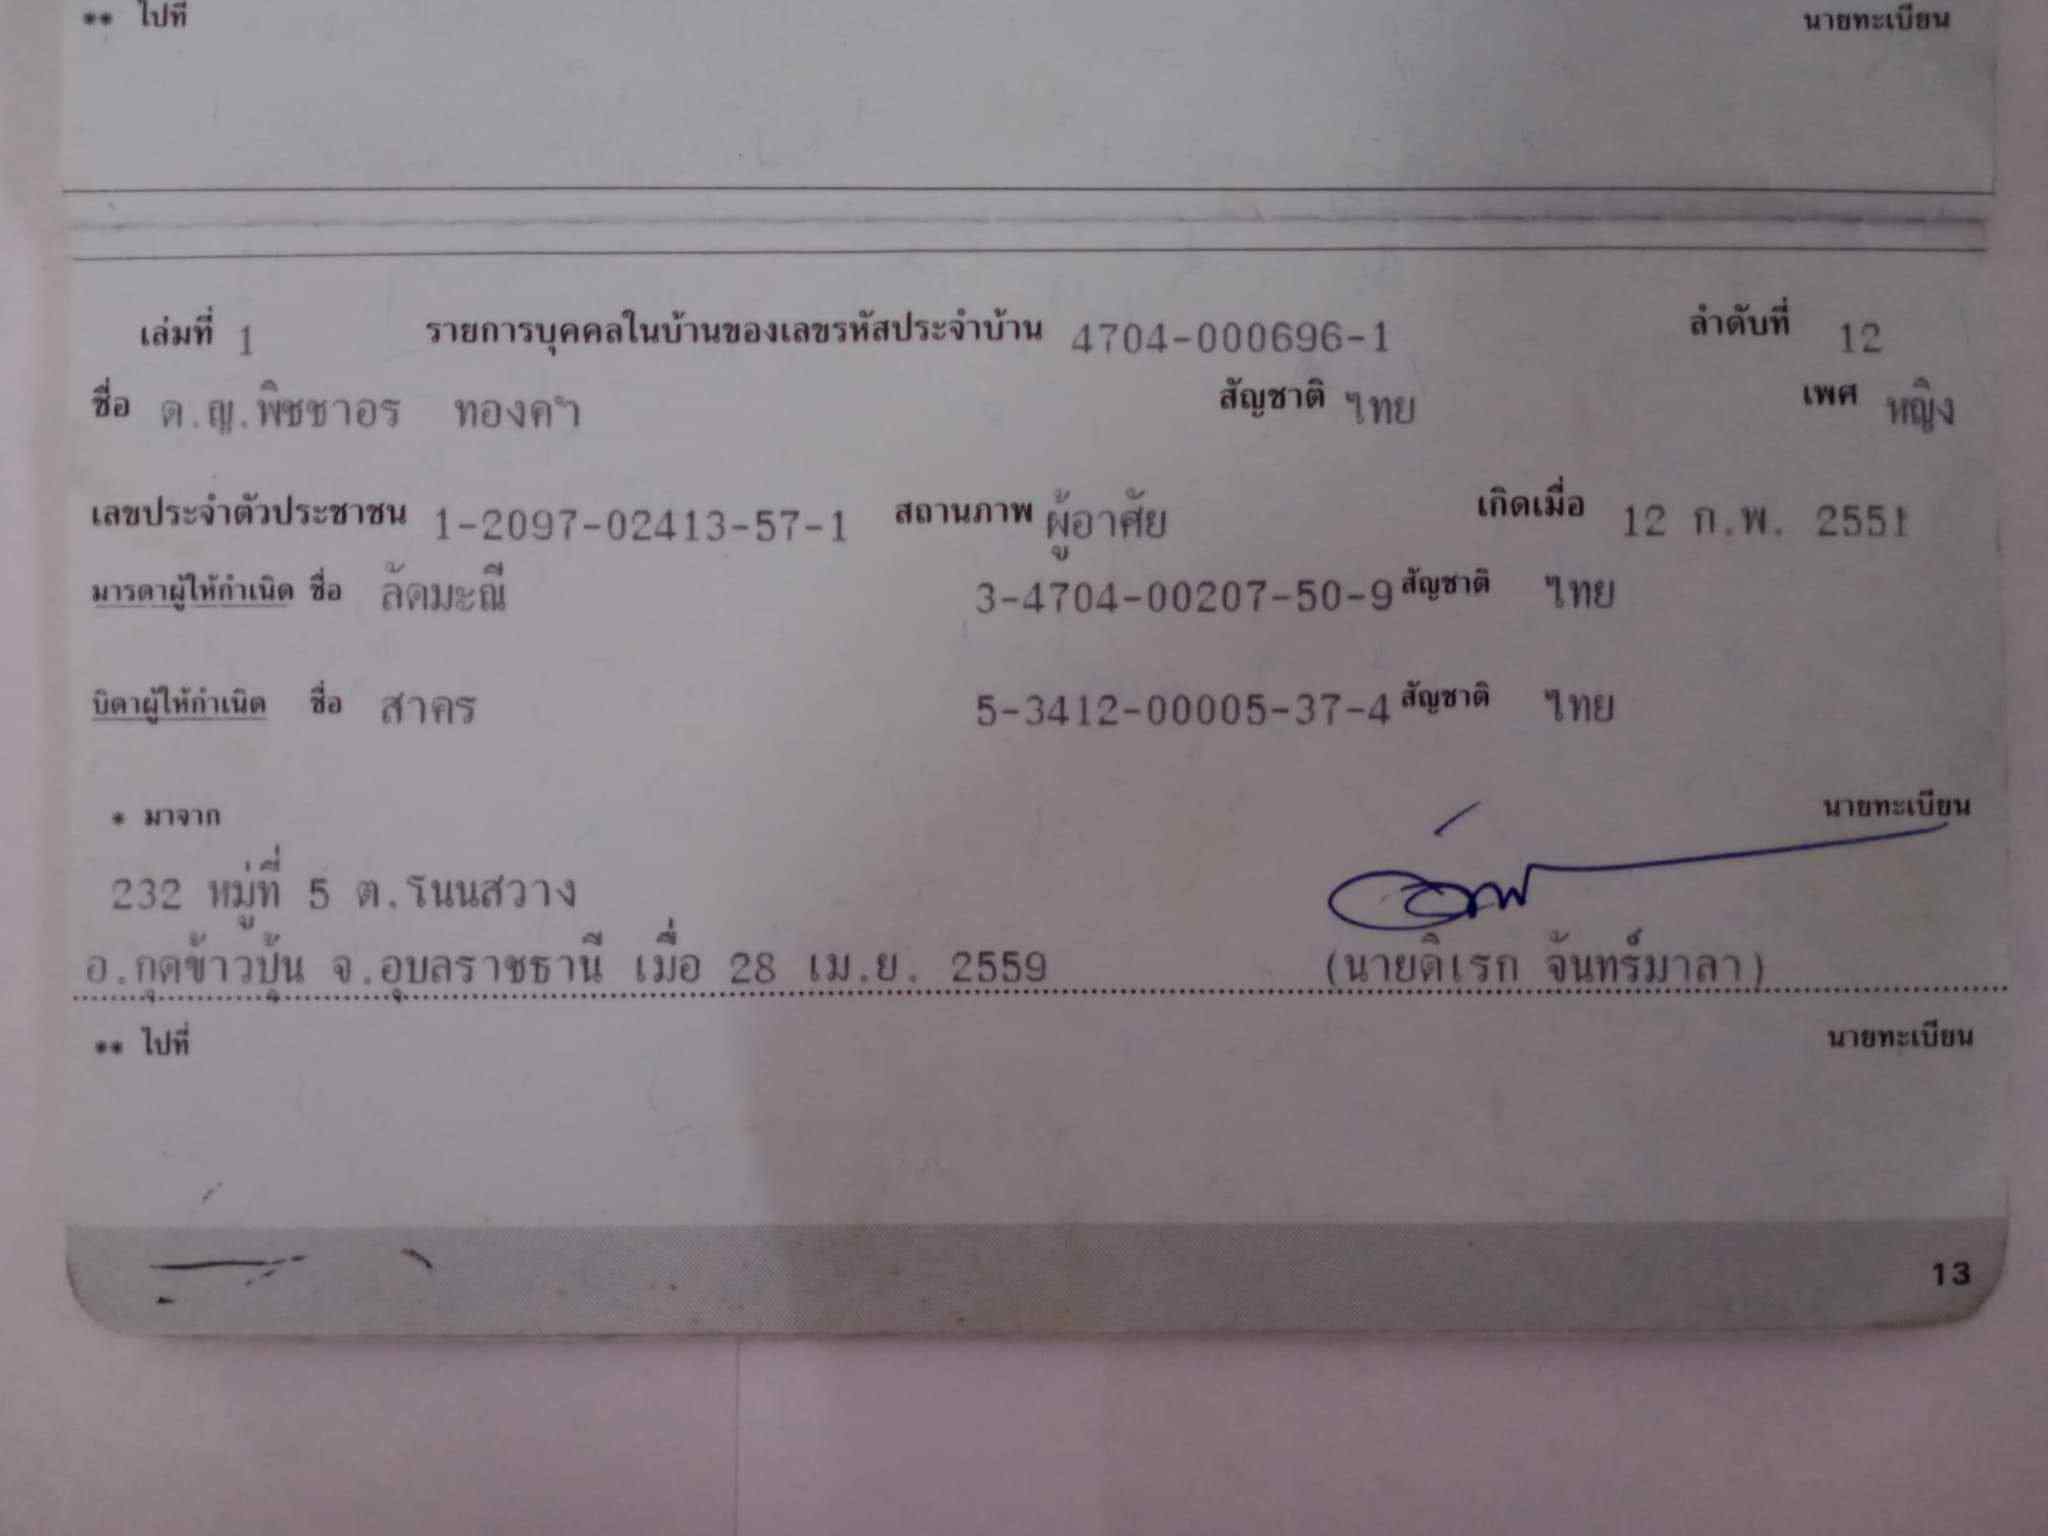 ** ไปที่ นายทะเบียน
เล่มที่ 1 รายการบุคคลในบ้านของเลขรหัสประจำบ้าน 4704-000696-1 ลำดับที่ 12
ชื่อ ด.ญ.พิชชาอร ทองคำ สัญชาติ ไทย เพศ หญิง
เลขประจำตัวประชาชน 1-2097-02413-57-1 สถานภาพ ผู้อาศัย เกิดเมื่อ 12 ก.พ. 2551
มารดาผู้ให้กำเนิด ชื่อ ลัดมะณี 3-4704-00207-50-9 สัญชาติ ไทย
บิดาผู้ให้กำเนิด ชื่อ สาคร 5-3412-00005-37-4 สัญชาติ ไทย
* มาจาก นายทะเบียน
232 หมู่ที่ 5 ต.โนนสวาง
อ.กุดข้าวปุ้น จ.อุบลราชธานี เมื่อ 28 เม.ย. 2559 (นายดิเรก จันทร์มาลา)
** ไปที่ นายทะเบียน
13